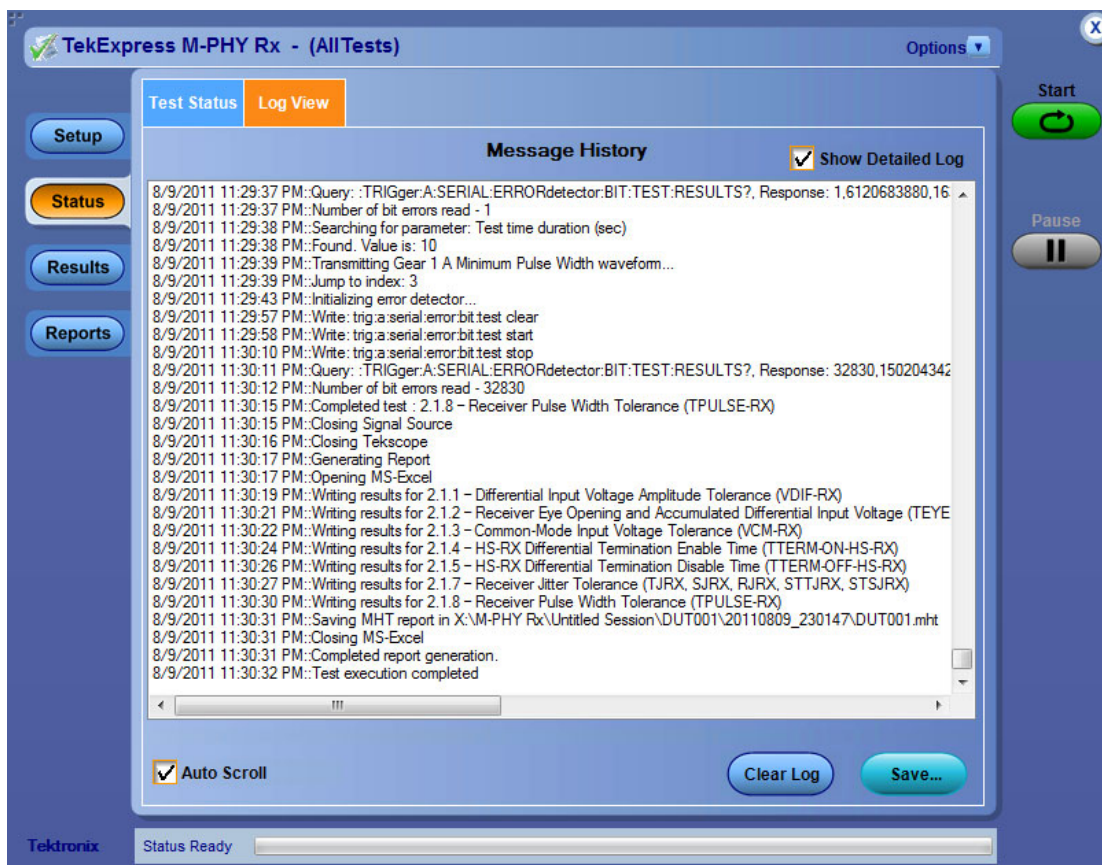 TekExpress M-PHY Rx - (AllTests)
Options
Start
Test Status
Log View
Setup
Message History
Show Detailed Log
Status
8/9/2011 11:29:37 PM::Query: :TRIGger:A:SERIAL:ERRORdetector:BIT:TEST:RESULTS?, Response: 1,6120683880,16
8/9/2011 11:29:37 PM::Number of bit errors read - 1
8/9/2011 11:29:38 PM::Searching for parameter: Test time duration (sec)
8/9/2011 11:29:38 PM::Found. Value is: 10
8/9/2011 11:29:39 PM::Transmitting Gear 1 A Minimum Pulse Width waveform...
8/9/2011 11:29:39 PM::Jump to index: 3
8/9/2011 11:29:43 PM::Initializing error detector...
8/9/2011 11:29:57 PM::Write: trig:a:serial:error:bit:test clear
8/9/2011 11:29:58 PM::Write: trig:a:serial:error:bit:test start
8/9/2011 11:30:10 PM::Write: trig:a:serial:error:bit:test stop
8/9/2011 11:30:11 PM::Query: :TRIGger:A:SERIAL:ERRORdetector:BIT:TEST:RESULTS?, Response: 32830,150204342
8/9/2011 11:30:12 PM::Number of bit errors read - 32830
8/9/2011 11:30:15 PM::Completed test : 2.1.8 – Receiver Pulse Width Tolerance (TPULSE-RX)
8/9/2011 11:30:15 PM::Closing Signal Source
8/9/2011 11:30:16 PM::Closing Tekscope
8/9/2011 11:30:17 PM::Generating Report
8/9/2011 11:30:17 PM::Opening MS-Excel
8/9/2011 11:30:19 PM::Writing results for 2.1.1 – Differential Input Voltage Amplitude Tolerance (VDIF-RX)
8/9/2011 11:30:21 PM::Writing results for 2.1.2 – Receiver Eye Opening and Accumulated Differential Input Voltage (TEYE
8/9/2011 11:30:22 PM::Writing results for 2.1.3 – Common-Mode Input Voltage Tolerance (VCM-RX)
8/9/2011 11:30:24 PM::Writing results for 2.1.4 – HS-RX Differential Termination Enable Time (TTERM-ON-HS-RX)
8/9/2011 11:30:26 PM::Writing results for 2.1.5 – HS-RX Differential Termination Disable Time (TTERM-OFF-HS-RX)
8/9/2011 11:30:27 PM::Writing results for 2.1.7 – Receiver Jitter Tolerance (TJRX, SJRX, RJRX, STTJRX, STSJRX)
8/9/2011 11:30:30 PM::Writing results for 2.1.8 – Receiver Pulse Width Tolerance (TPULSE-RX)
8/9/2011 11:30:31 PM::Saving MHT report in X:\M-PHY Rx\Untitled Session\DUT001\20110809_230147\DUT001.mht
8/9/2011 11:30:31 PM::Closing MS-Excel
8/9/2011 11:30:31 PM::Completed report generation.
8/9/2011 11:30:32 PM::Test execution completed
Pause
Results
Reports
Auto Scroll
Clear Log
Save...
Tektronix
Status Ready